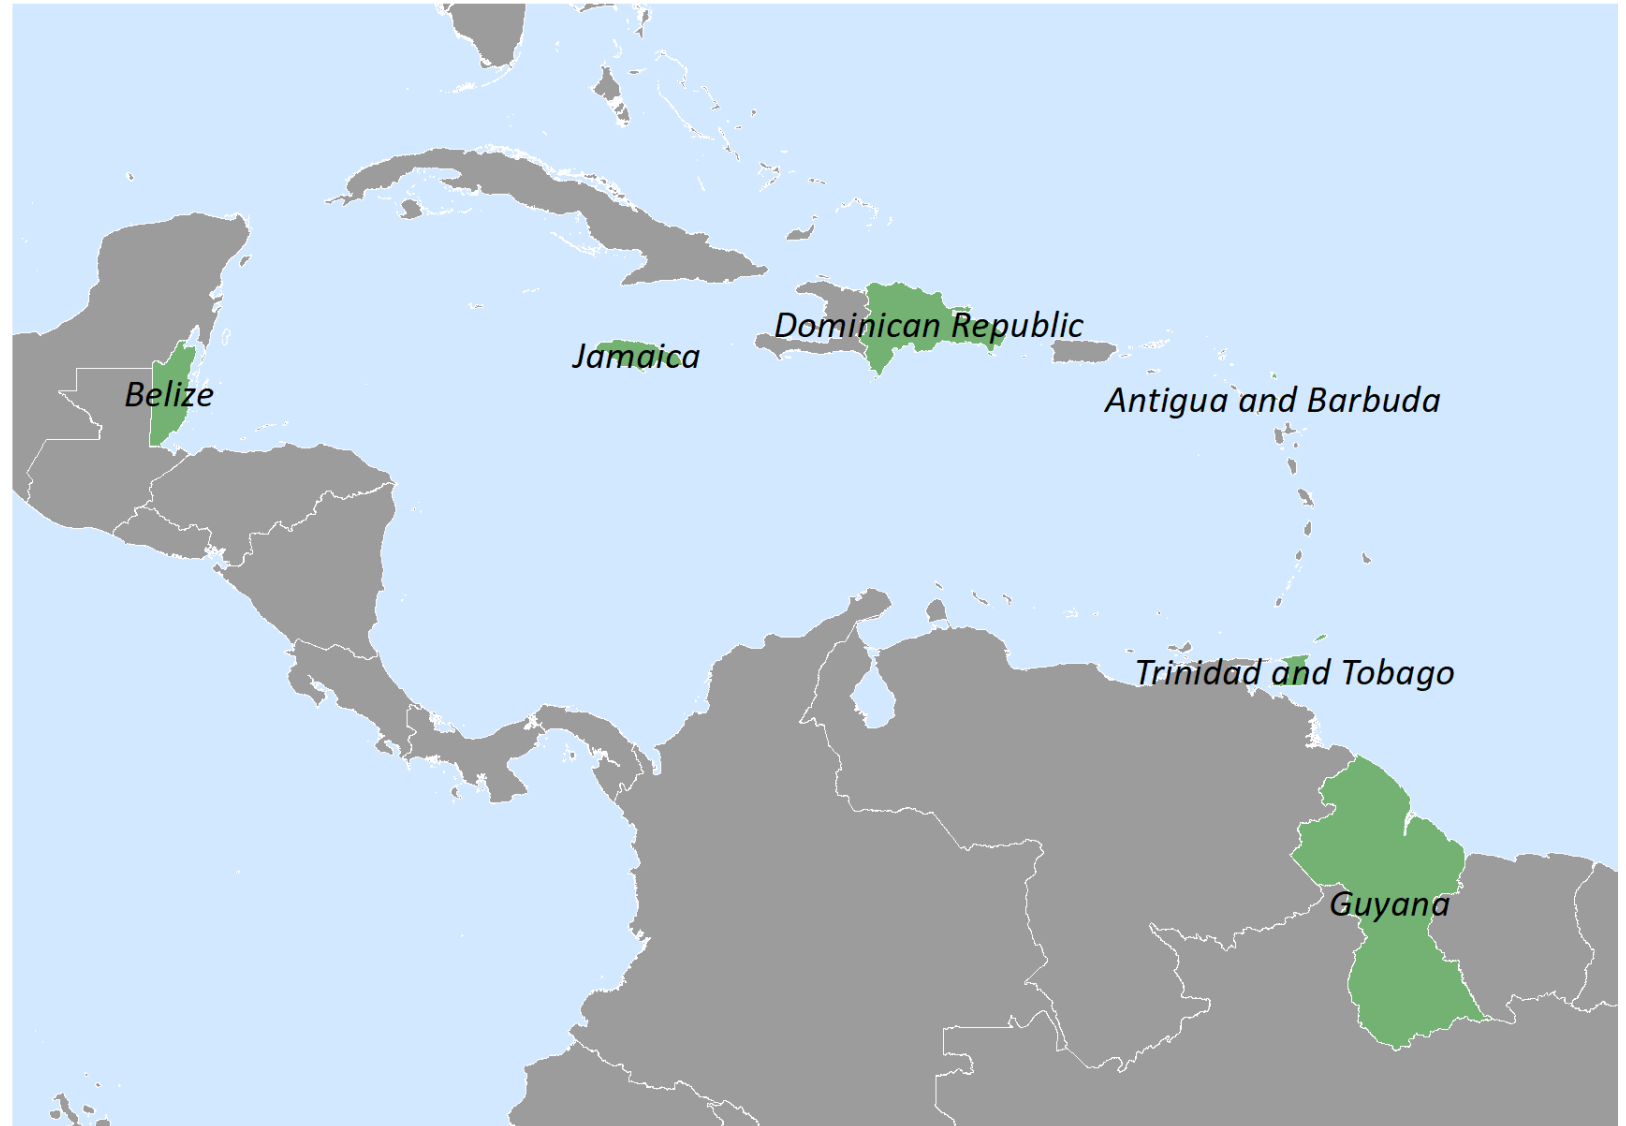 Dominican Republic
Jamaica
Belize
Antigua and Barbuda
Trinidad and Tobago
Guyana